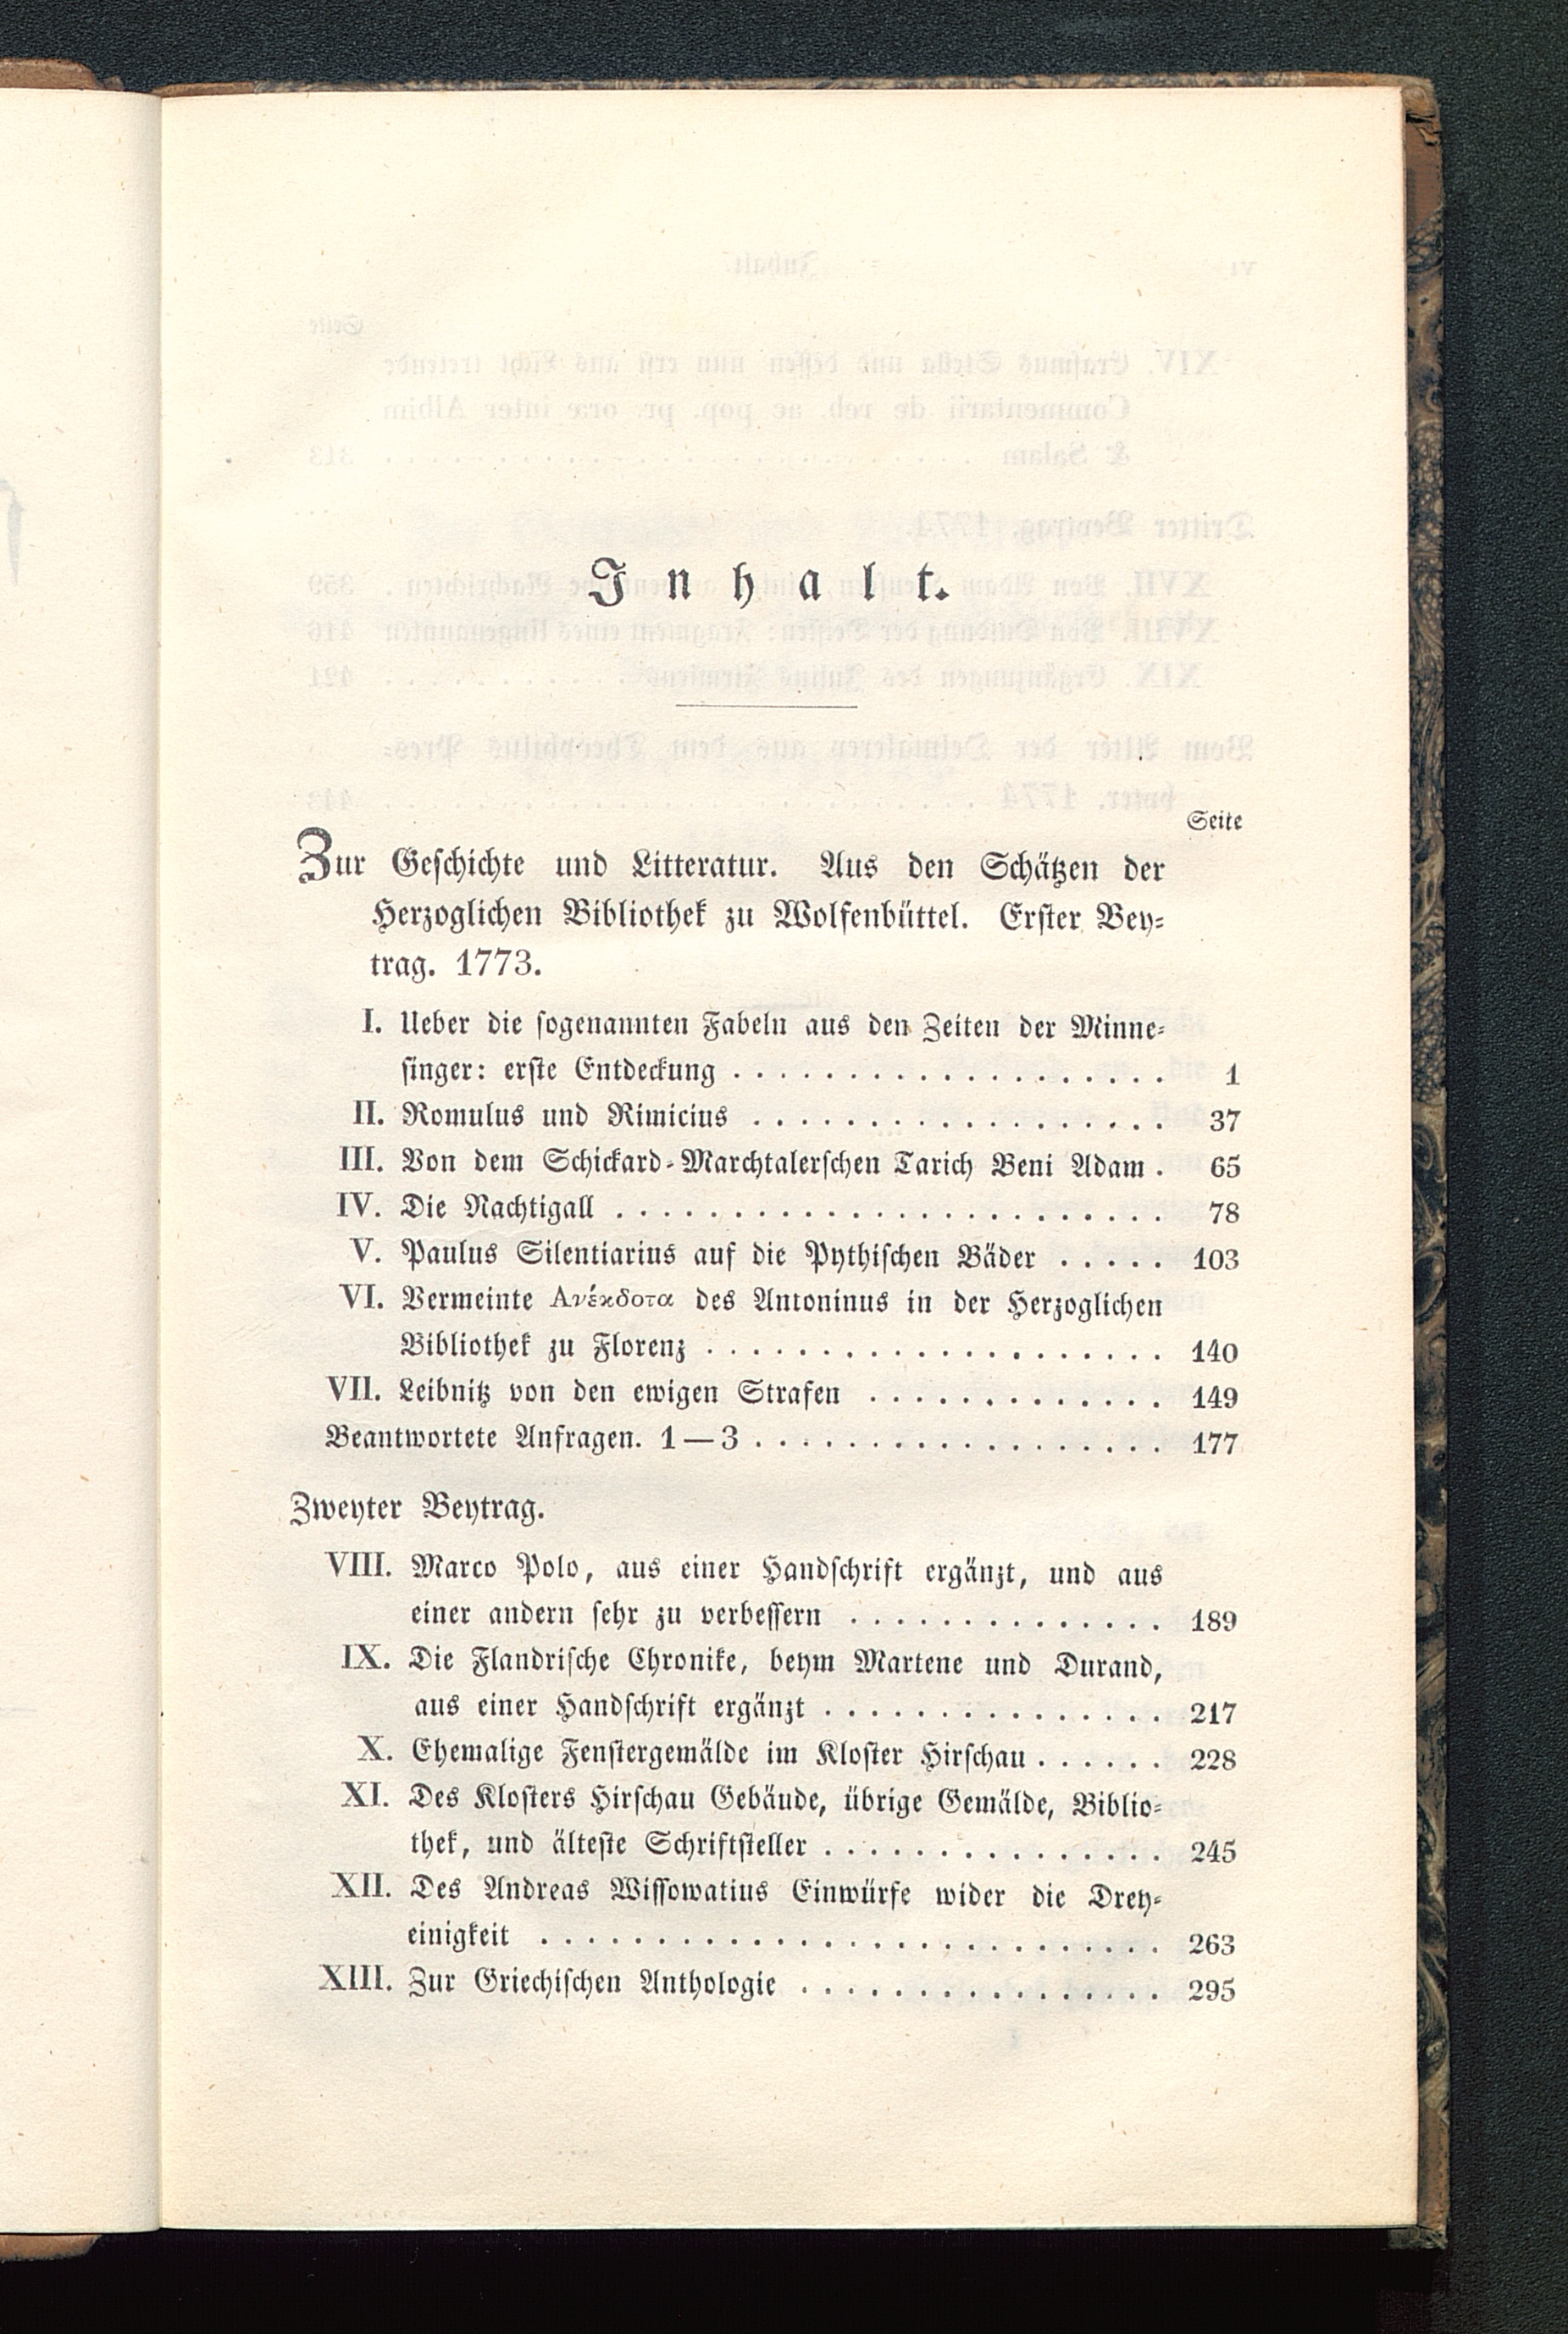 Inhalt.
Seite
Zur Geschichte und Litteratur. Aus den Schätzen der
Herzoglichen Bibliothek zu Wolfenbüttel. Erster Bey-
trag. 1773.
I. Ueber die sogenannten Fabeln aus den Zeiten der Minne-
singer: erste Entdeckung . . . . . . . . . . . . . . . . . . . 1
II. Romulus und Rimicius . . . . . . . . . . . . . . . . . . 37
III. Von dem Schickard-Marchtalerschen Tarich Beni Adam . 65
IV. Die Nachtigall . . . . . . . . . . . . . . . . . . . . . . . . 78
V. Paulus Silentiarius auf die Pythischen Bäder . . . . . 103
VI. Vermeinte Ανέκδοτα des Antoninus in der Herzoglichen
Bibliothek zu Florenz . . . . . . . . . . . . . . . . . . . . 140
VII. Leibnitz von den ewigen Strafen . . . . . . . . . . . . . 149
Beantwortete Anfragen. 1—3 . . . . . . . . . . . . . . . . . . 177
Zweyter Beytrag.
VIII. Marco Polo, aus einer Handschrift ergänzt, und aus
einer andern sehr zu verbessern . . . . . . . . . . . . . . 189
IX. Die Flandrische Chronike, beym Martene und Durand,
aus einer Handschrift ergänzt . . . . . . . . . . . . . . . 217
X. Ehemalige Fenstergemälde im Kloster Hirschau . . . . . . 228
XI. Des Klosters Hirschau Gebäude, übrige Gemälde, Biblio-
thek, und älteste Schriftsteller . . . . . . . . . . . . . . . 245
XII. Des Andreas Wissowatius Einwürfe wider die Drey-
einigkeit . . . . . . . . . . . . . . . . . . . . . . . . . . . 263
XIII. Zur Griechischen Anthologie . . . . . . . . . . . . . . . . 295